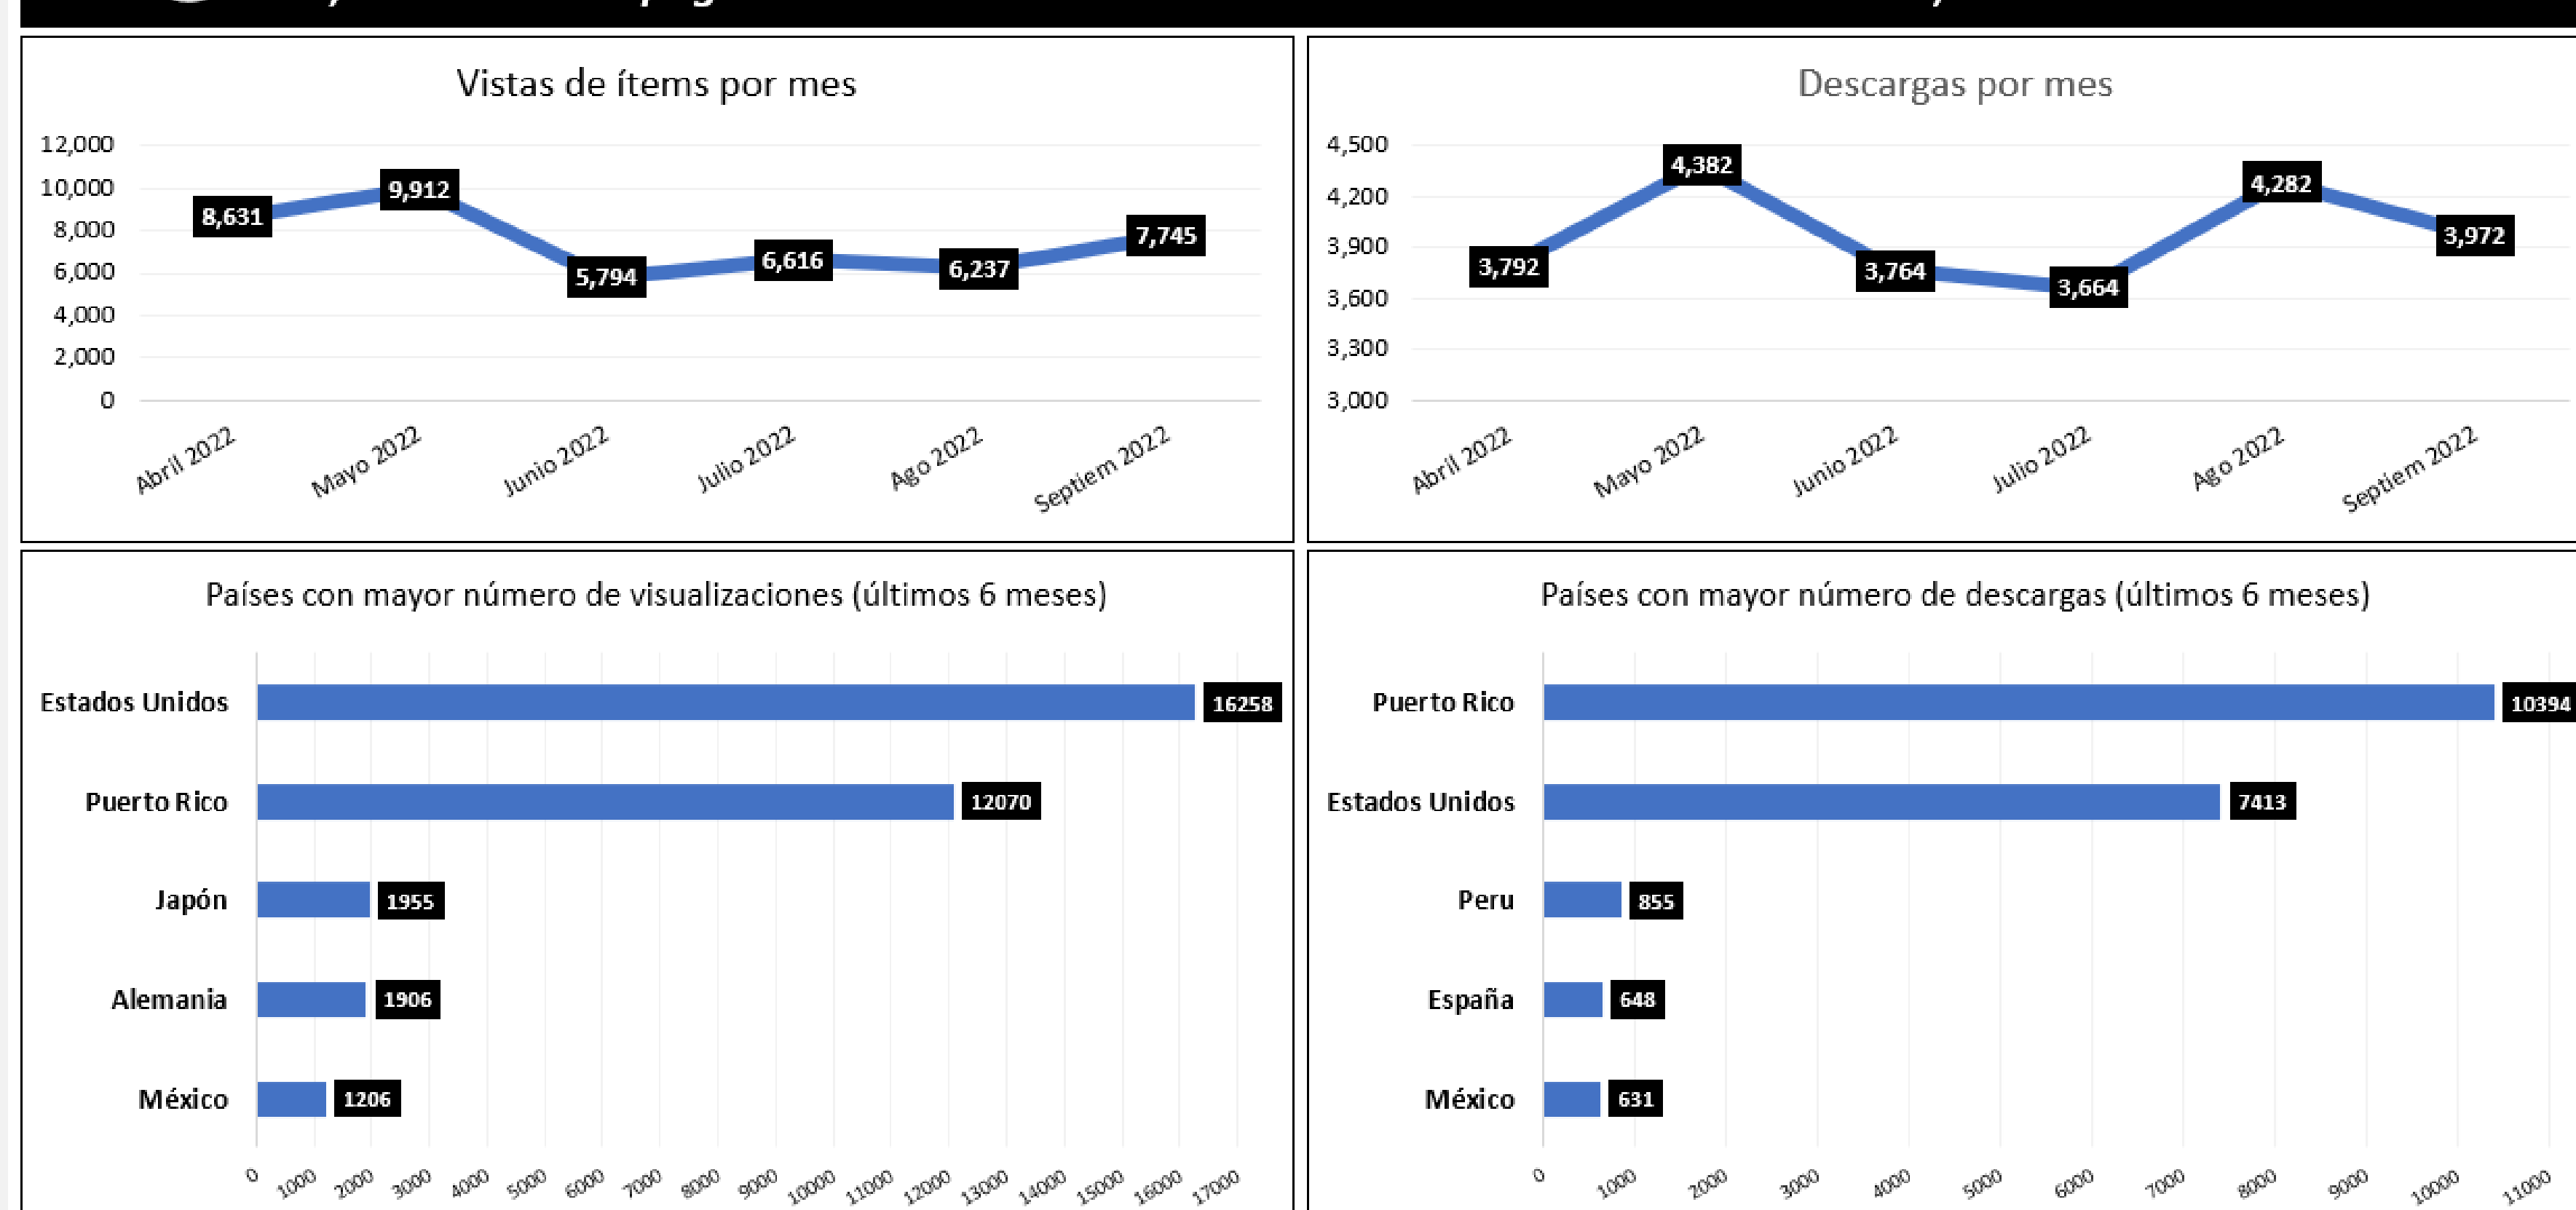 Vistas de ítems por mes
12,000
10,000
8,000
6,000
4,000
2,000
0
8,631
9,912
5,794
6,616
6,237
7,745
Abril 2022
Mayo 2022
Junio 2022
Julio 2022
Ago 2022
Septiem 2022
Descargas por mes
4,500
4,200
3,900
3,600
3,300
3,000
3,792
4,382
3,764
3,664
4,282
3,972
Abril 2022
Mayo 2022
Junio 2022
Julio 2022
Ago 2022
Septiem 2022
Países con mayor número de visualizaciones (últimos 6 meses)
Estados Unidos 16258
Puerto Rico 12070
Japón 1955
Alemania 1906
México 1206
0 1000 2000 3000 4000 5000 6000 7000 8000 9000 10000 11000 12000 13000 14000 15000 16000 17000
Países con mayor número de descargas (últimos 6 meses)
Puerto Rico 10394
Estados Unidos 7413
Peru 855
España 648
México 631
0 1000 2000 3000 4000 5000 6000 7000 8000 9000 10000 11000